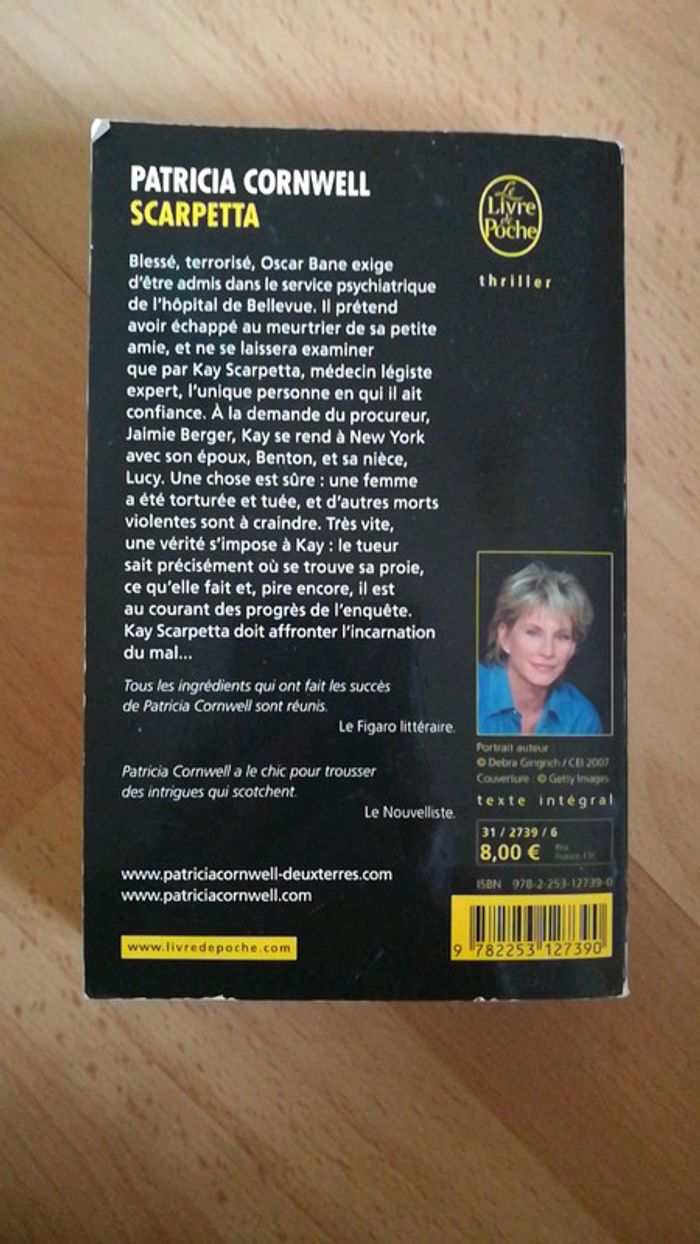 PATRICIA CORNWELL
SCARPETTA
Le
Livre
de
Poche
thriller
Blessé, terrorisé, Oscar Bane exige
d'être admis dans le service psychiatrique
de l'hôpital de Bellevue. Il prétend
avoir échappé au meurtrier de sa petite
amie, et ne se laissera examiner
que par Kay Scarpetta, médecin légiste
expert, l'unique personne en qui il ait
confiance. À la demande du procureur,
Jaimie Berger, Kay se rend à New York
avec son époux, Benton, et sa nièce,
Lucy. Une chose est sûre : une femme
a été torturée et tuée, et d'autres morts
violentes sont à craindre. Très vite,
une vérité s'impose à Kay : le tueur
sait précisément où se trouve sa proie,
ce qu'elle fait et, pire encore, il est
au courant des progrès de l'enquête.
Kay Scarpetta doit affronter l'incarnation
du mal...
Tous les ingrédients qui ont fait les succès
de Patricia Cornwell sont réunis.
Le Figaro littéraire.
Patricia Cornwell a le chic pour trousser
des intrigues qui scotchent.
Le Nouvelliste.
www.patriciacornwell-deuxterres.com
www.patriciacornwell.com
www.livredepoche.com
Portrait auteur :
© Debra Gingrich / CEI 2007
Couverture : © Getty Images
texte intégral
31 / 2739 / 6
8,00 €
Prix
France TTC
ISBN 978-2-253-12739-0
9 782253 127390